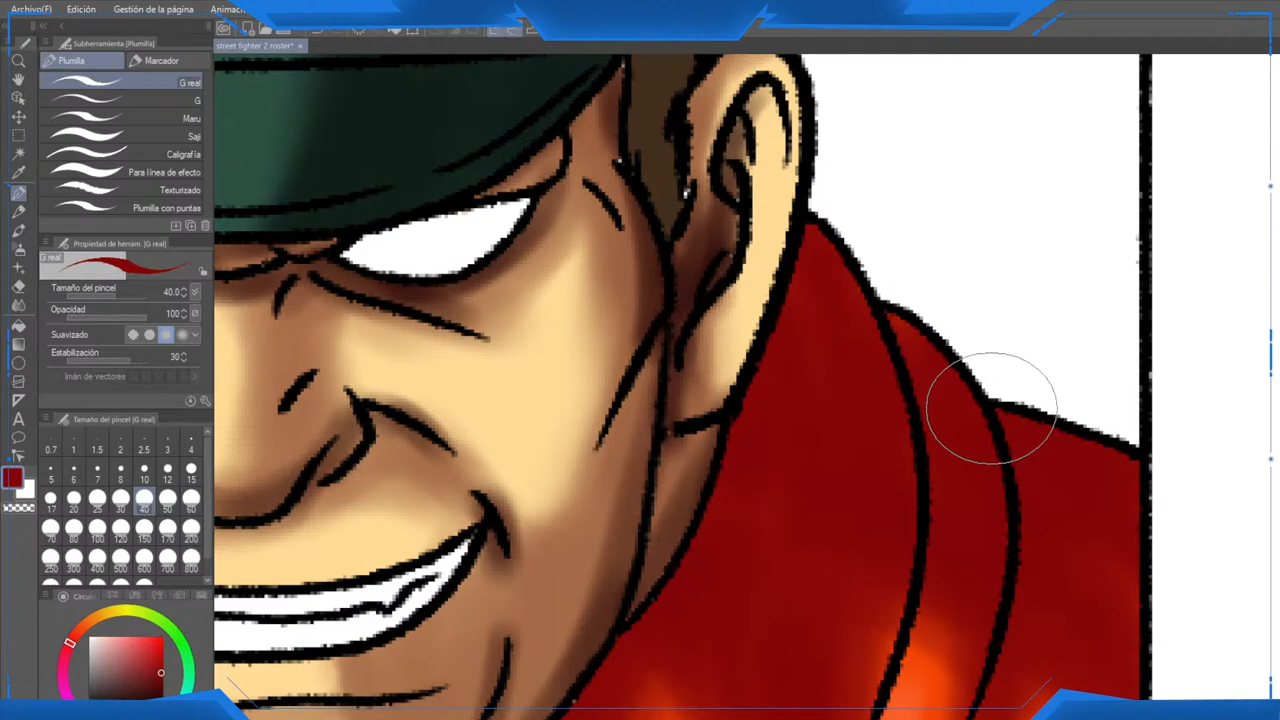 Archivo(F) Edición Gestión de la página Animació
Subherramienta [Plumilla]
street fighter 2 roster*
Plumilla Marcador
G real
G
Maru
Saji
Caligrafía
Para línea de efecto
Texturizado
Plumilla con puntas
Propiedad de herram. [G real]
G real
Tamaño del pincel 40.0
Opacidad 100
Suavizado
Estabilización 30
Imán de vectores
Tamaño del pincel [G real]
0.7 1 1.5 2 2.5 3 4
5 6 7 8 10 12 15
17 20 25 30 40 50 60
70 80 100 120 150 170 200
250 300 400 500 600 700 800
A
Círcu